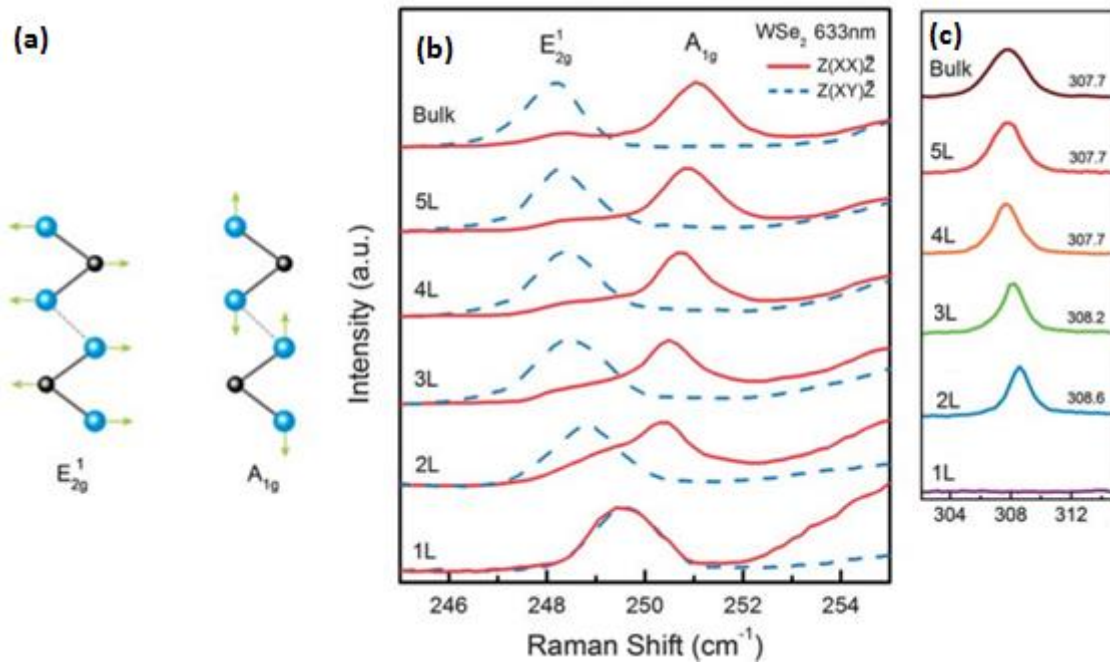 (a)
E¹₂g
A₁g
(b)
E¹₂g
A₁g
WSe₂ 633nm
Z(XX)Z̄
Z(XY)Z̄
Bulk
5L
4L
3L
2L
1L
Intensity (a.u.)
246 248 250 252 254
Raman Shift (cm⁻¹)
(c)
Bulk 307.7
5L 307.7
4L 307.7
3L 308.2
2L 308.6
1L
304 308 312